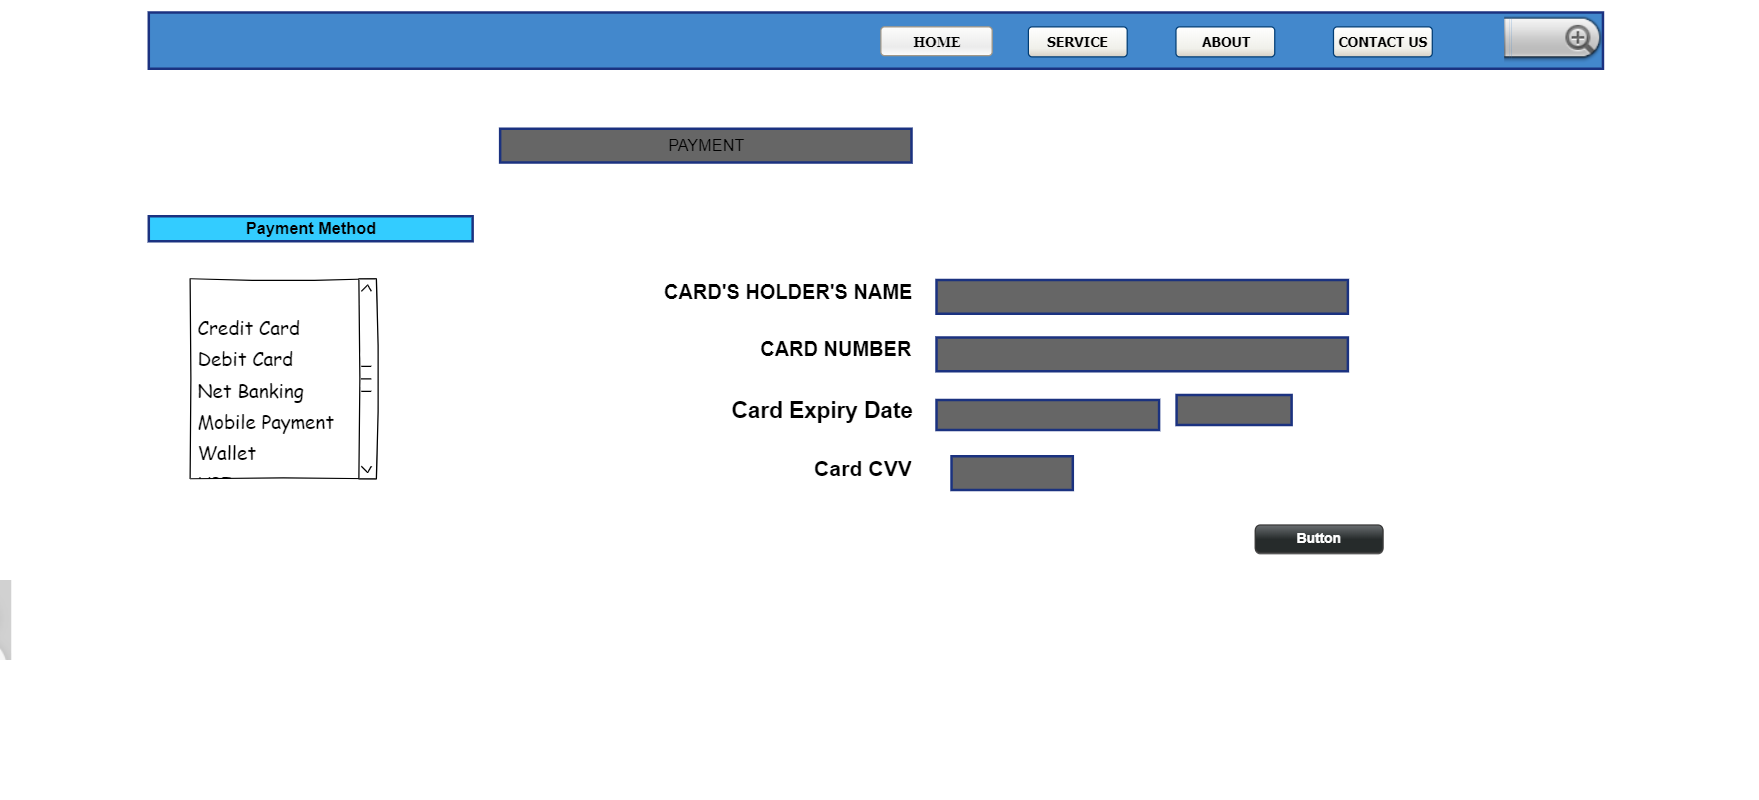 HOME SERVICE ABOUT CONTACT US
PAYMENT
Payment Method
CARD'S HOLDER'S NAME
CARD NUMBER
Card Expiry Date
Card CVV
Credit Card
Debit Card
Net Banking
Mobile Payment
Wallet
Button